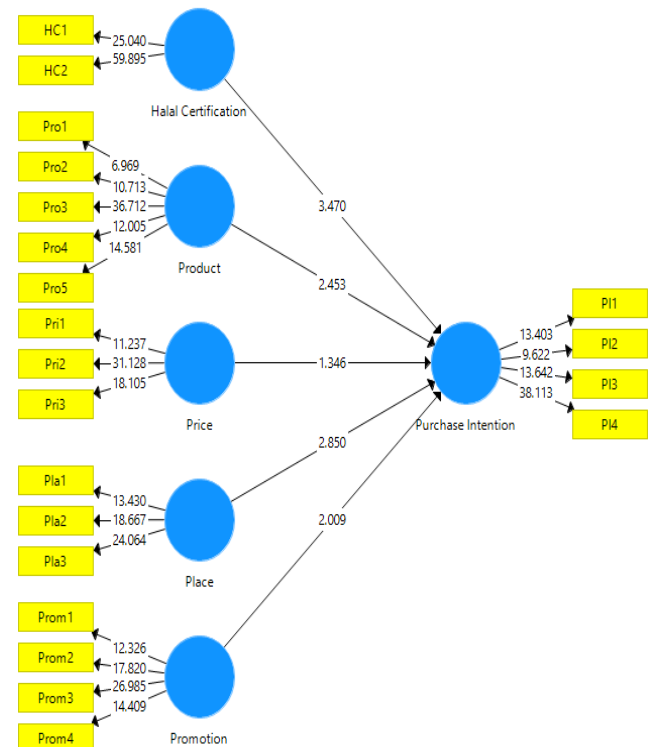 HC1
25.040
HC2
59.895
Halal Certification
Pro1
6.969
Pro2
10.713
Pro3
36.712
Pro4
12.005
Pro5
14.581
Product
Pri1
11.237
Pri2
31.128
Pri3
18.105
Price
Pla1
13.430
Pla2
18.667
Pla3
24.064
Place
Prom1
12.326
Prom2
17.820
Prom3
26.985
Prom4
14.409
Promotion
3.470
2.453
1.346
2.850
2.009
Purchase Intention
PI1
13.403
PI2
9.622
PI3
13.642
PI4
38.113